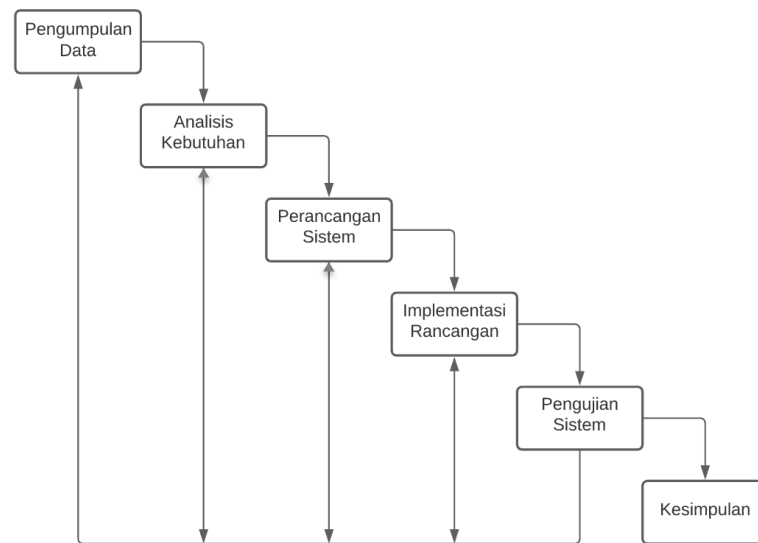 Pengumpulan
Data
Analisis
Kebutuhan
Perancangan
Sistem
Implementasi
Rancangan
Pengujian
Sistem
Kesimpulan